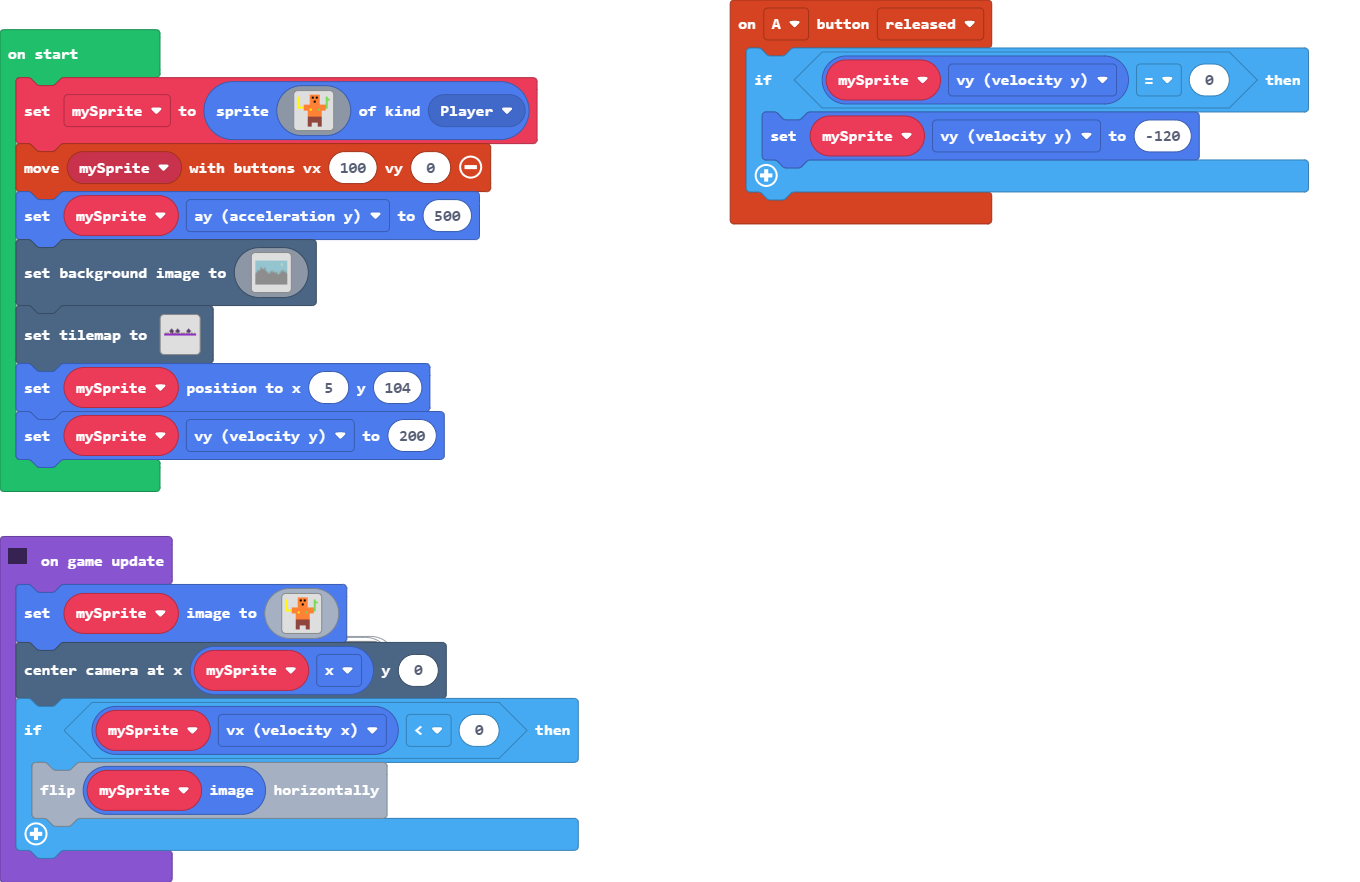 on start
set mySprite to sprite of kind Player
move mySprite with buttons vx 100 vy 0
set mySprite ay (acceleration y) to 500
set background image to
set tilemap to
set mySprite position to x 5 y 104
set mySprite vy (velocity y) to 200
on game update
set mySprite image to
center camera at x mySprite x y 0
if mySprite vx (velocity x) < 0 then
flip mySprite image horizontally
on A button released
if mySprite vy (velocity y) = 0 then
set mySprite vy (velocity y) to -120